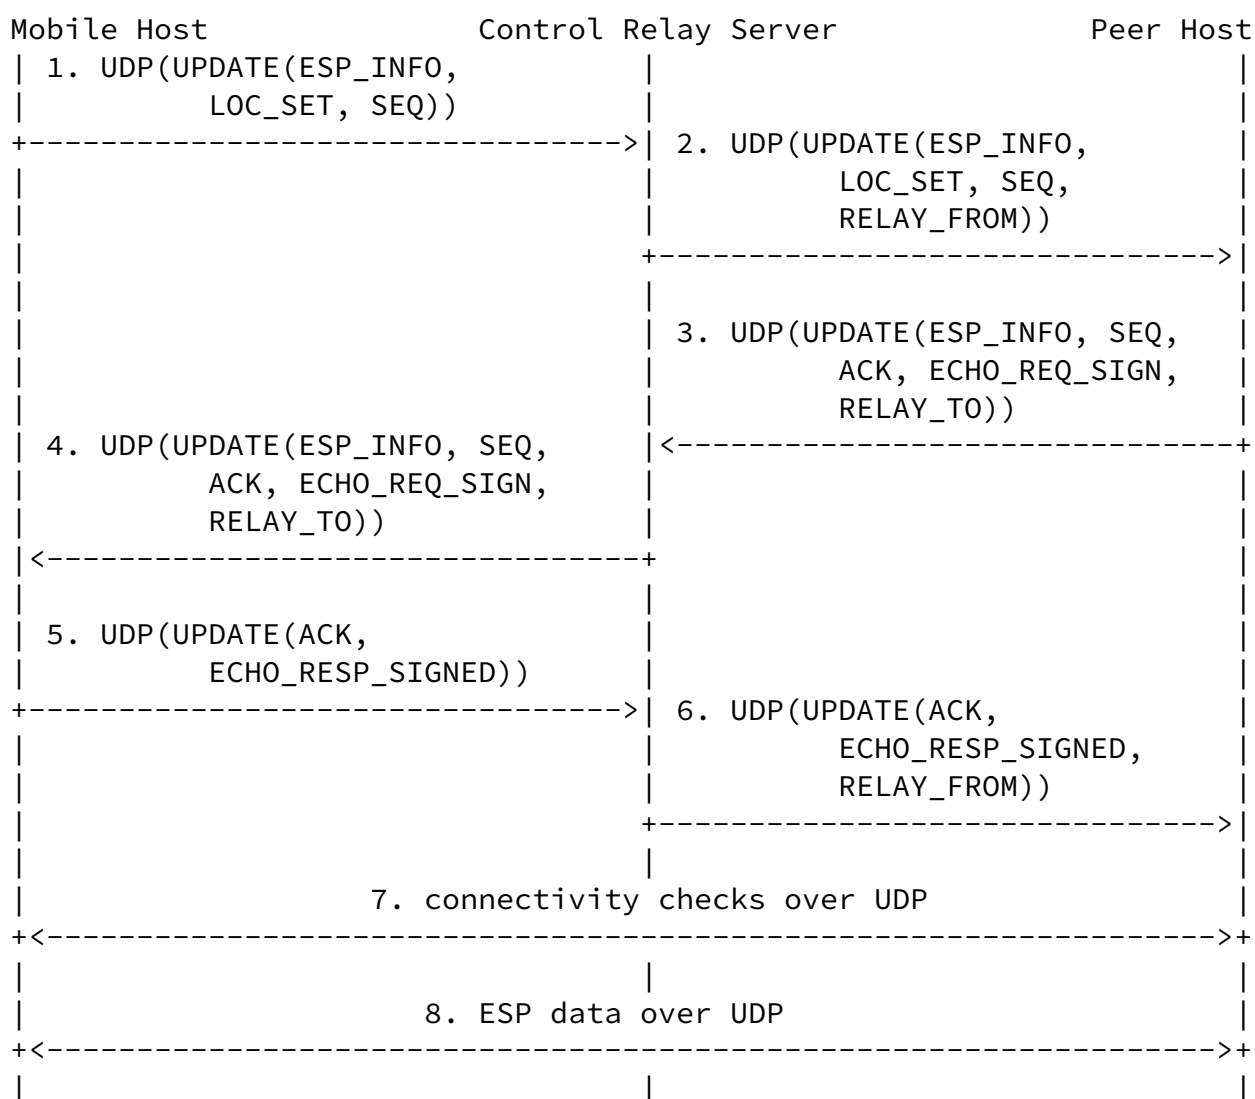 Mobile Host Control Relay Server Peer Host
1. UDP(UPDATE(ESP_INFO,
LOC_SET, SEQ))
2. UDP(UPDATE(ESP_INFO,
LOC_SET, SEQ,
RELAY_FROM))
3. UDP(UPDATE(ESP_INFO, SEQ,
ACK, ECHO_REQ_SIGN,
RELAY_TO))
4. UDP(UPDATE(ESP_INFO, SEQ,
ACK, ECHO_REQ_SIGN,
RELAY_TO))
5. UDP(UPDATE(ACK,
ECHO_RESP_SIGNED))
6. UDP(UPDATE(ACK,
ECHO_RESP_SIGNED,
RELAY_FROM))
7. connectivity checks over UDP
8. ESP data over UDP